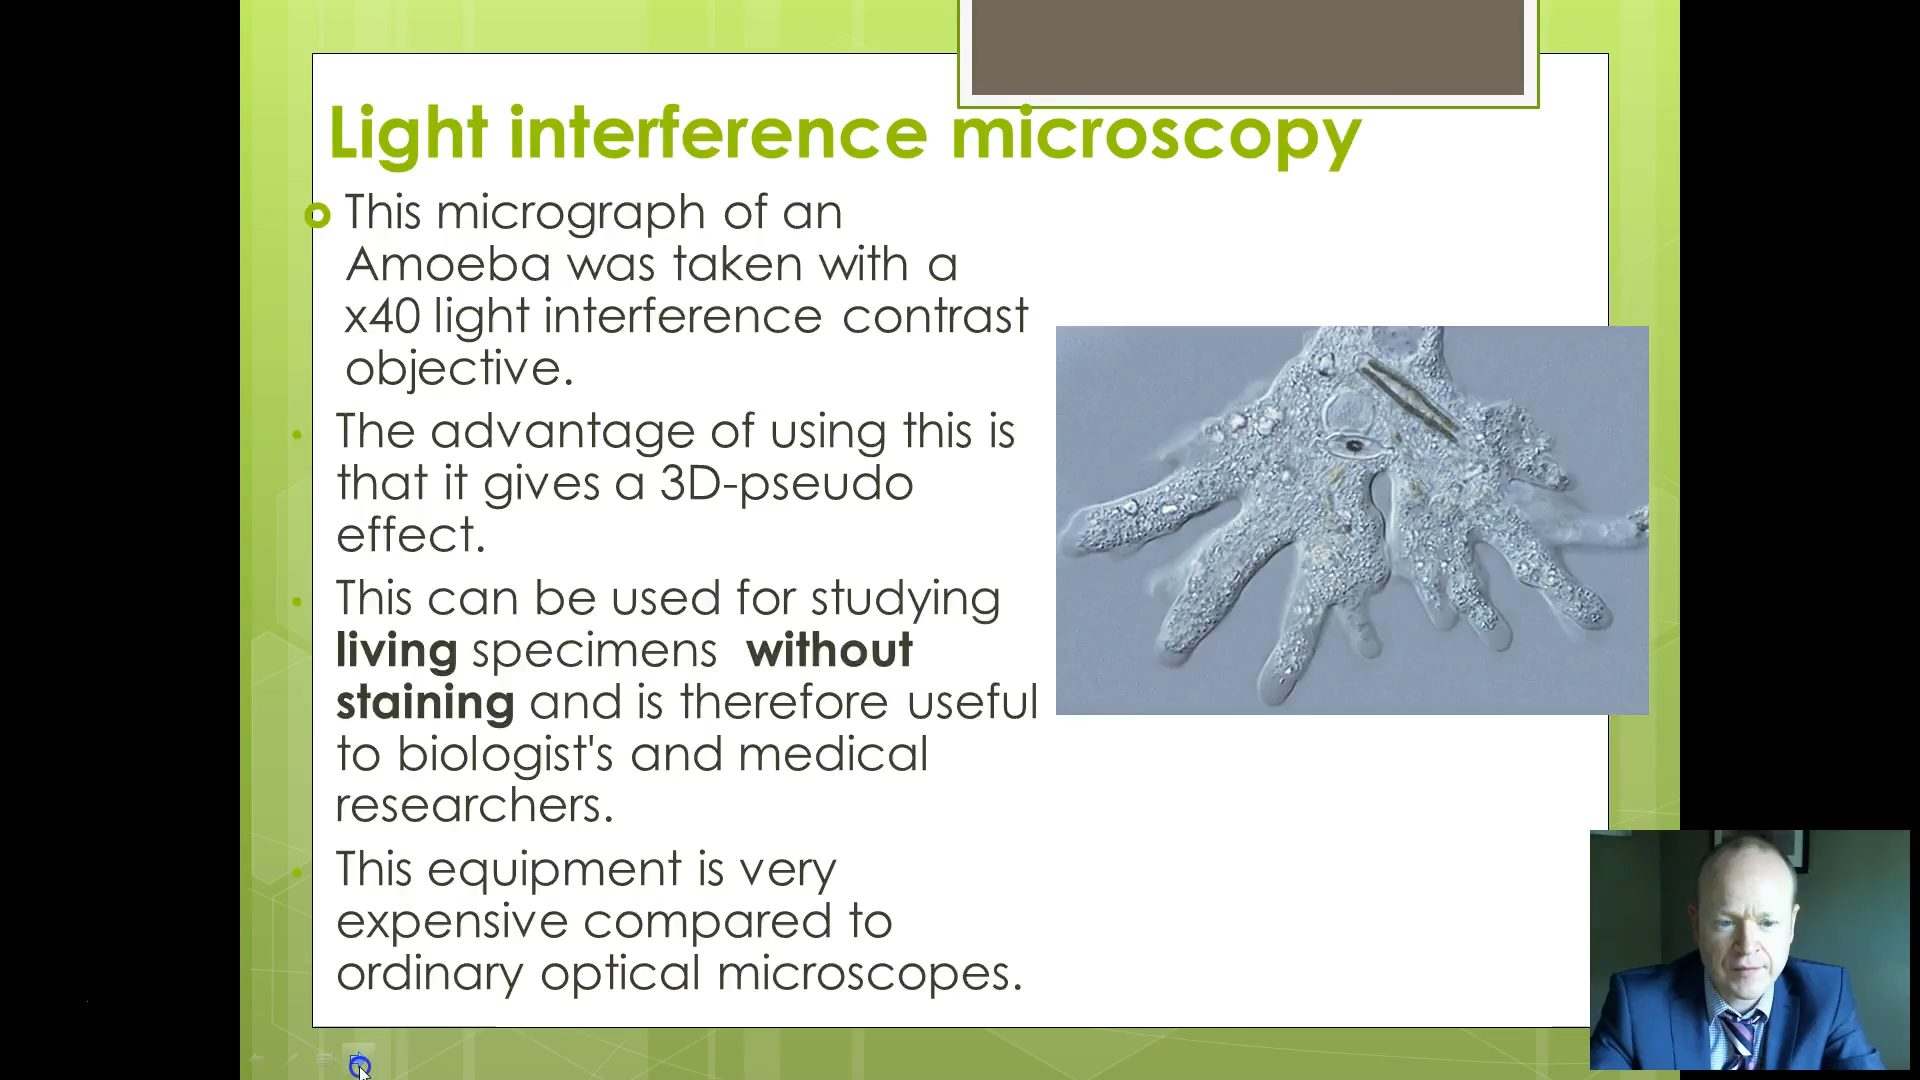 Light interference microscopy
This micrograph of an
Amoeba was taken with a
x40 light interference contrast
objective.
The advantage of using this is
that it gives a 3D-pseudo
effect.
This can be used for studying
living specimens without
staining and is therefore useful
to biologist's and medical
researchers.
This equipment is very
expensive compared to
ordinary optical microscopes.